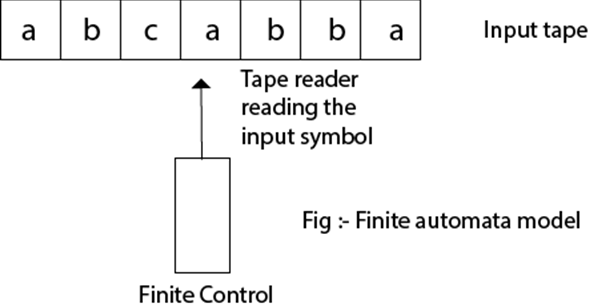 a b c a b b a Input tape
Tape reader
reading the
input symbol
Fig :- Finite automata model
Finite Control